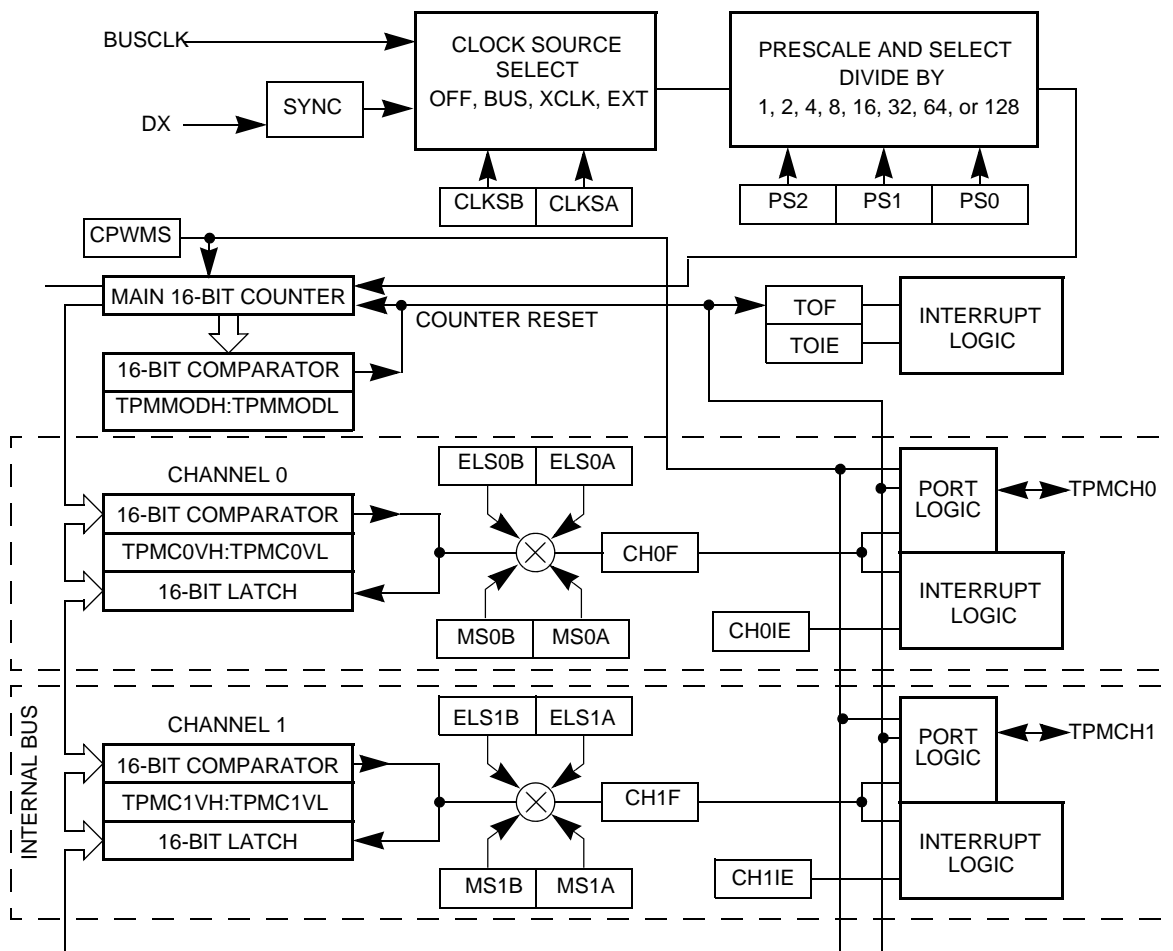 BUSCLK
CLOCK SOURCE
SELECT
OFF, BUS, XCLK, EXT
PRESCALE AND SELECT
DIVIDE BY
1, 2, 4, 8, 16, 32, 64, or 128
SYNC
DX
CLKSB
CLKSA
PS2
PS1
PS0
CPWMS
MAIN 16-BIT COUNTER
COUNTER RESET
TOF
TOIE
INTERRUPT
LOGIC
16-BIT COMPARATOR
TPMMODH:TPMMODL
CHANNEL 0
ELS0B
ELS0A
PORT
LOGIC
TPMCH0
16-BIT COMPARATOR
TPMC0VH:TPMC0VL
16-BIT LATCH
CH0F
INTERRUPT
LOGIC
MS0B
MS0A
CH0IE
INTERNAL BUS
CHANNEL 1
ELS1B
ELS1A
PORT
LOGIC
TPMCH1
16-BIT COMPARATOR
TPMC1VH:TPMC1VL
16-BIT LATCH
CH1F
INTERRUPT
LOGIC
MS1B
MS1A
CH1IE